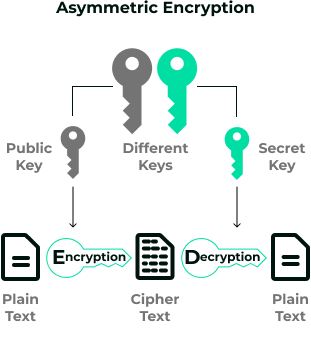 Asymmetric Encryption
Public
Key
Different
Keys
Secret
Key
Encryption
Decryption
Plain
Text
Cipher
Text
Plain
Text